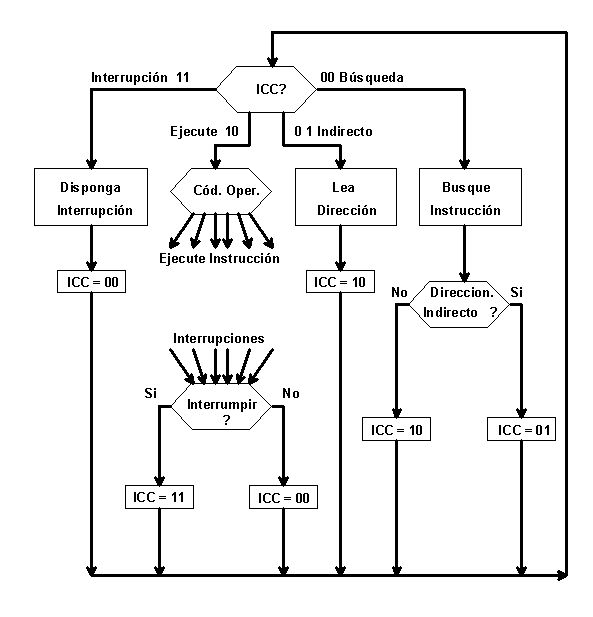 Interrupción 11
ICC?
00 Búsqueda
Ejecute 10
0 1 Indirecto
Disponga
Interrupción
Cód. Oper.
Lea
Dirección
Busque
Instrucción
Ejecute Instrucción
ICC = 00
ICC = 10
No
Direccion.
Indirecto ?
Si
Interrupciones
Si
Interrumpir
?
No
ICC = 10
ICC = 01
ICC = 11
ICC = 00